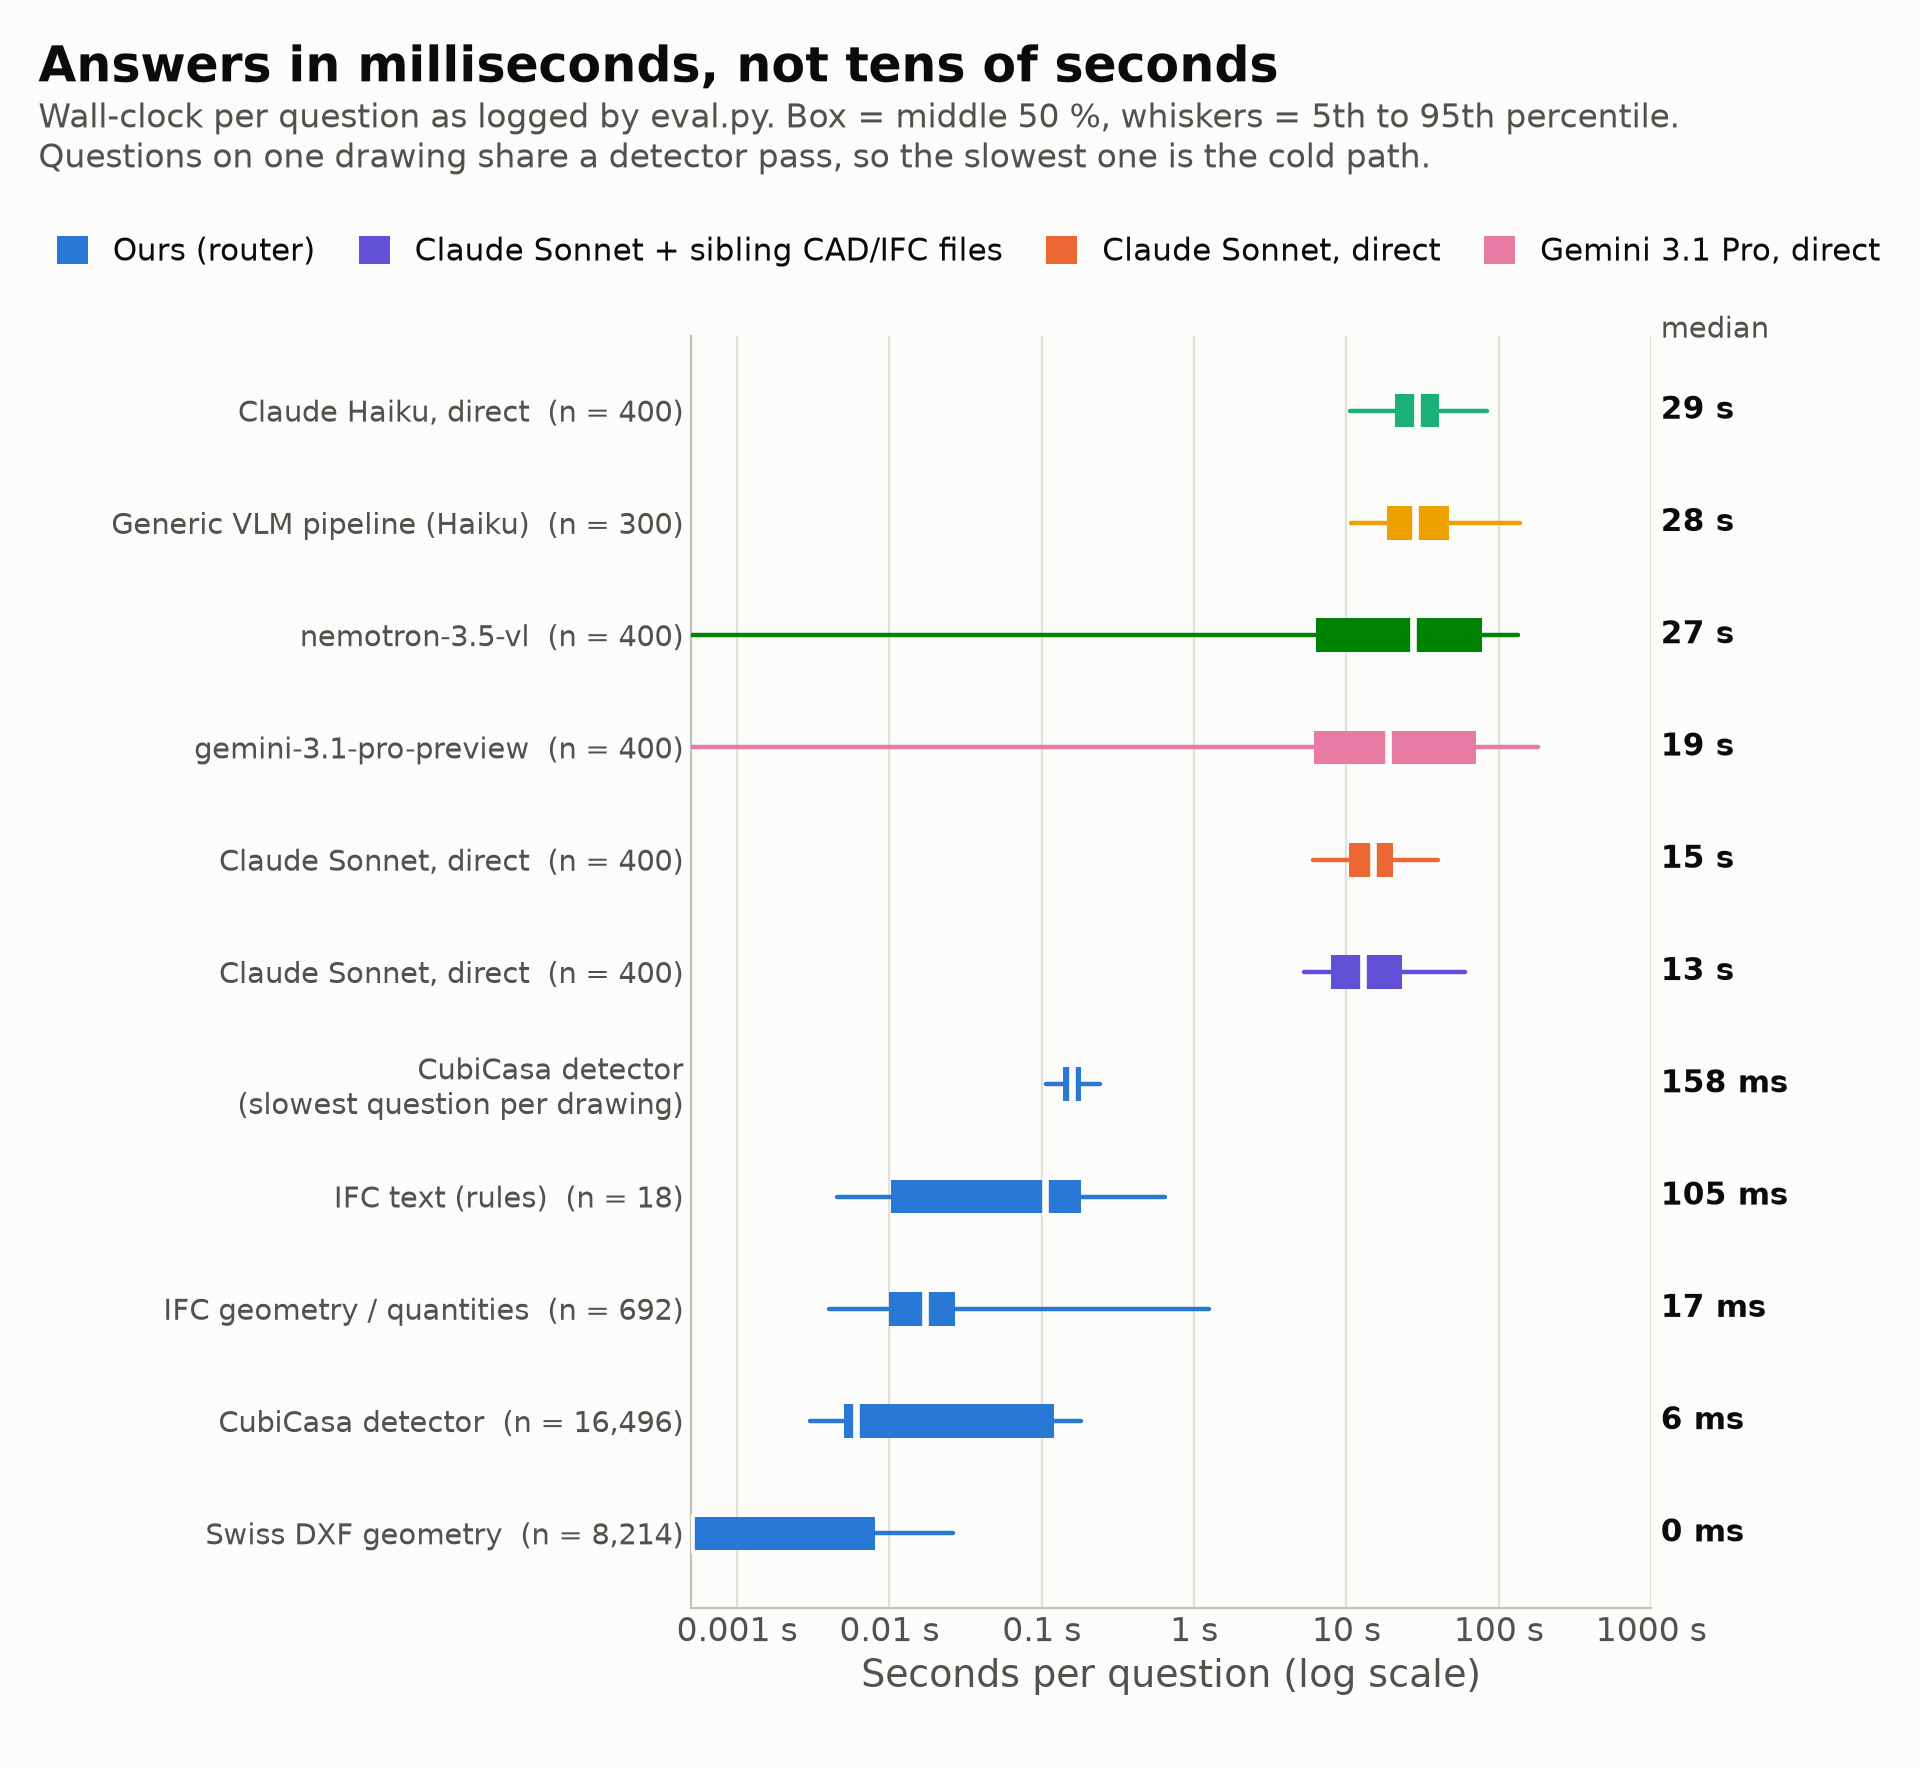 Answers in milliseconds, not tens of seconds
Wall-clock per question as logged by eval.py. Box = middle 50 %, whiskers = 5th to 95th percentile.
Questions on one drawing share a detector pass, so the slowest one is the cold path.
Ours (router) Claude Sonnet + sibling CAD/IFC files Claude Sonnet, direct Gemini 3.1 Pro, direct
median
Claude Haiku, direct (n = 400) 29 s
Generic VLM pipeline (Haiku) (n = 300) 28 s
nemotron-3.5-vl (n = 400) 27 s
gemini-3.1-pro-preview (n = 400) 19 s
Claude Sonnet, direct (n = 400) 15 s
Claude Sonnet, direct (n = 400) 13 s
CubiCasa detector
(slowest question per drawing) 158 ms
IFC text (rules) (n = 18) 105 ms
IFC geometry / quantities (n = 692) 17 ms
CubiCasa detector (n = 16,496) 6 ms
Swiss DXF geometry (n = 8,214) 0 ms
0.001 s 0.01 s 0.1 s 1 s 10 s 100 s 1000 s
Seconds per question (log scale)